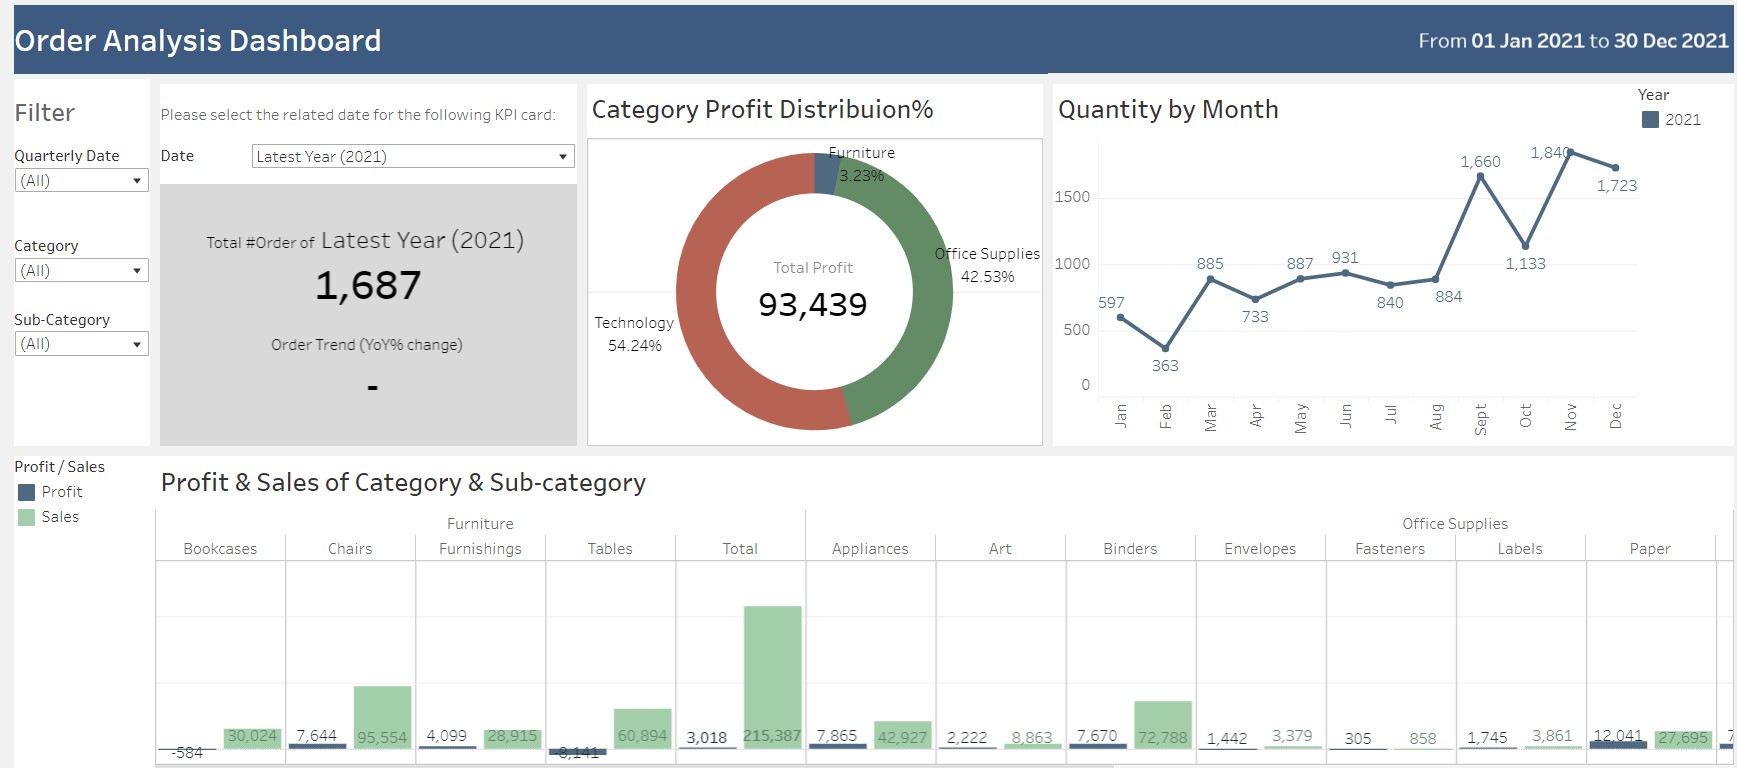 Order Analysis Dashboard
From 01 Jan 2021 to 30 Dec 2021
Filter
Quarterly Date
(All)
Category
(All)
Sub-Category
(All)
Please select the related date for the following KPI card:
Date
Latest Year (2021)
Total #Order of Latest Year (2021)
1,687
Order Trend (YoY% change)
-
Category Profit Distribuion%
Furniture
3.23%
Office Supplies
42.53%
Technology
54.24%
Total Profit
93,439
Quantity by Month
Year
2021
1500
1000
500
0
597
363
885
733
887
931
840
884
1,660
1,133
1,840
1,723
Jan
Feb
Mar
Apr
May
Jun
Jul
Aug
Sept
Oct
Nov
Dec
Profit / Sales
Profit
Sales
Profit & Sales of Category & Sub-category
Furniture
Office Supplies
Bookcases Chairs Furnishings Tables Total Appliances Art Binders Envelopes Fasteners Labels Paper
-584 30,024 7,644 95,554 4,099 28,915 -8,141 60,894 3,018 215,387 7,865 42,927 2,222 8,863 7,670 72,788 1,442 3,379 305 858 1,745 3,861 12,041 27,695